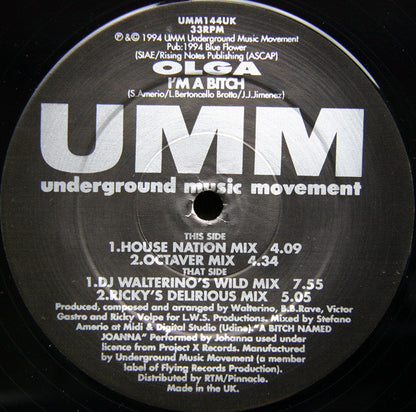 UMM144UK
33RPM
℗ &© 1994 UMM Underground Music Movement
Pub: 1994 Blue Flower
(SIAE/Rising Notes Publishing (ASCAP)
OLGA
I'M A BITCH
(S. Amerio/L.Bertoncello Brotto/J.J.Jimenez)
UMM
underground music movement
THIS SIDE
1.HOUSE NATION MIX 4.09
2.OCTAVER MIX 4.34
THAT SIDE
1.DJ WALTERINO'S WILD MIX 7.55
2.RICKY'S DELIRIOUS MIX 5.05
Produced, composed and arranged by Walterino, B.B.Rave, Victor
Gastro and Ricky Volpe for L.W.S. Productions. Mixed by Stefano
Amerio at Midi & Digital Studio (Udine). "A BITCH NAMED
JOANNA" Performed by Johanna used under
licence from Project X Records. Manufactured
by Underground Music Movement (a member
label of Flying Records Production).
Distributed by RTM/Pinnacle.
Made in the UK.